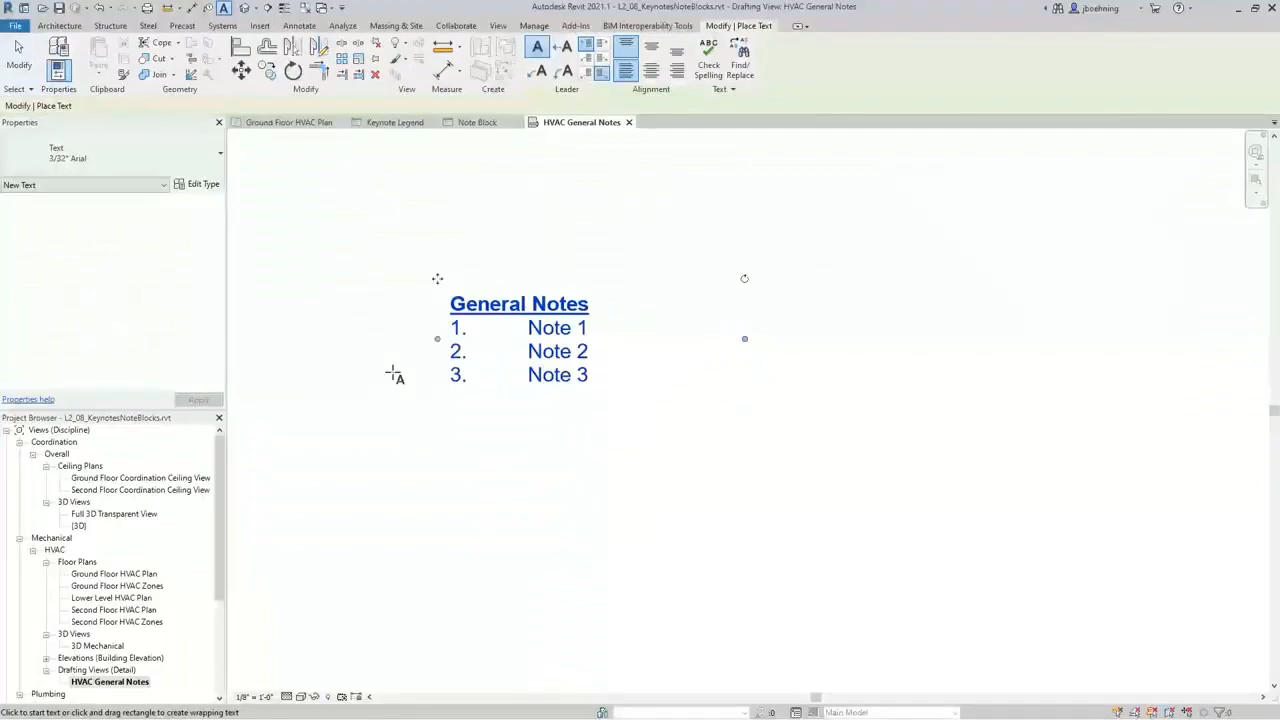 Autodesk Revit 2021.1 - L2_08_KeynotesNoteBlocks.rvt - Drafting View: HVAC General Notes
jboehning
File Architecture Structure Steel Precast Systems Insert Annotate Analyze Massing & Site Collaborate View Manage Add-Ins BIM Interoperability Tools Modify | Place Text
Modify
Select
Properties
Paste
Clipboard
Cope
Cut
Join
Geometry
Modify
View
Measure
Create
Leader
Alignment
Check Spelling
Find/ Replace
Text
Modify | Place Text
Properties
Text
3/32" Arial
New Text
Edit Type
Properties help
Apply
Ground Floor HVAC Plan
Keynote Legend
Note Block
HVAC General Notes
General Notes
1. Note 1
2. Note 2
3. Note 3
Project Browser - L2_08_KeynotesNoteBlocks.rvt
Views (Discipline)
Coordination
Overall
Ceiling Plans
Ground Floor Coordination Ceiling View
Second Floor Coordination Ceiling View
3D Views
Full 3D Transparent View
{3D}
Mechanical
HVAC
Floor Plans
Ground Floor HVAC Plan
Ground Floor HVAC Zones
Lower Level HVAC Plan
Second Floor HVAC Plan
Second Floor HVAC Zones
3D Views
3D Mechanical
Elevations (Building Elevation)
Drafting Views (Detail)
HVAC General Notes
Plumbing
1/8" = 1'-0"
Click to start text or click and drag rectangle to create wrapping text
:0
Main Model
:0